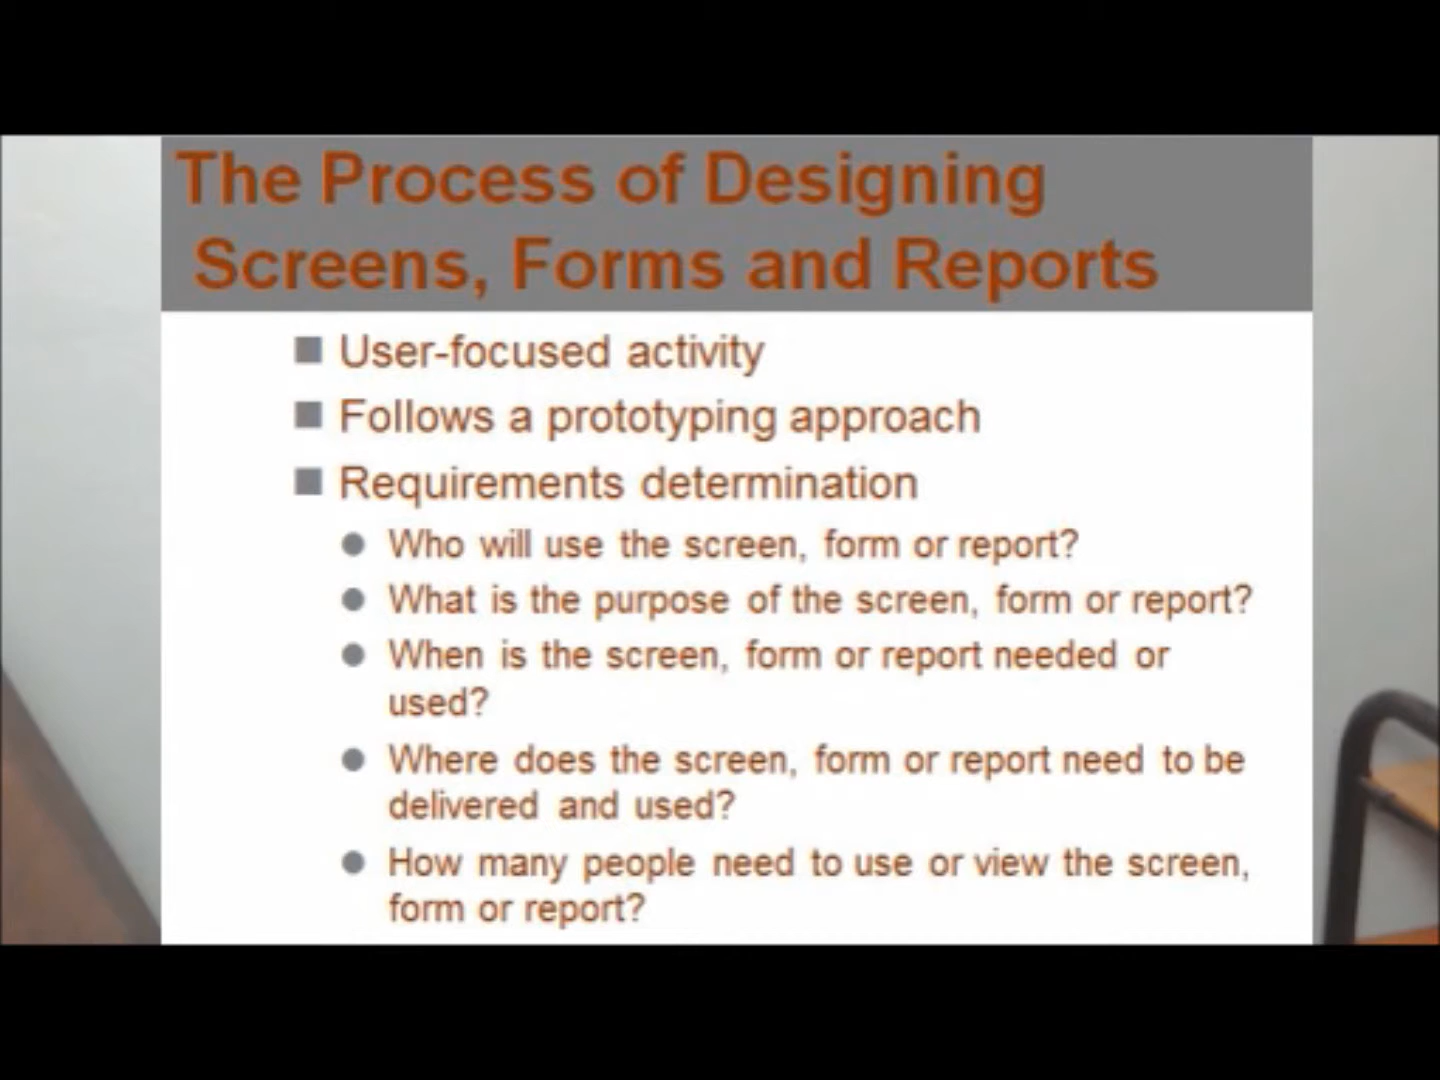 The Process of Designing
Screens, Forms and Reports
User-focused activity
Follows a prototyping approach
Requirements determination
Who will use the screen, form or report?
What is the purpose of the screen, form or report?
When is the screen, form or report needed or
used?
Where does the screen, form or report need to be
delivered and used?
How many people need to use or view the screen,
form or report?